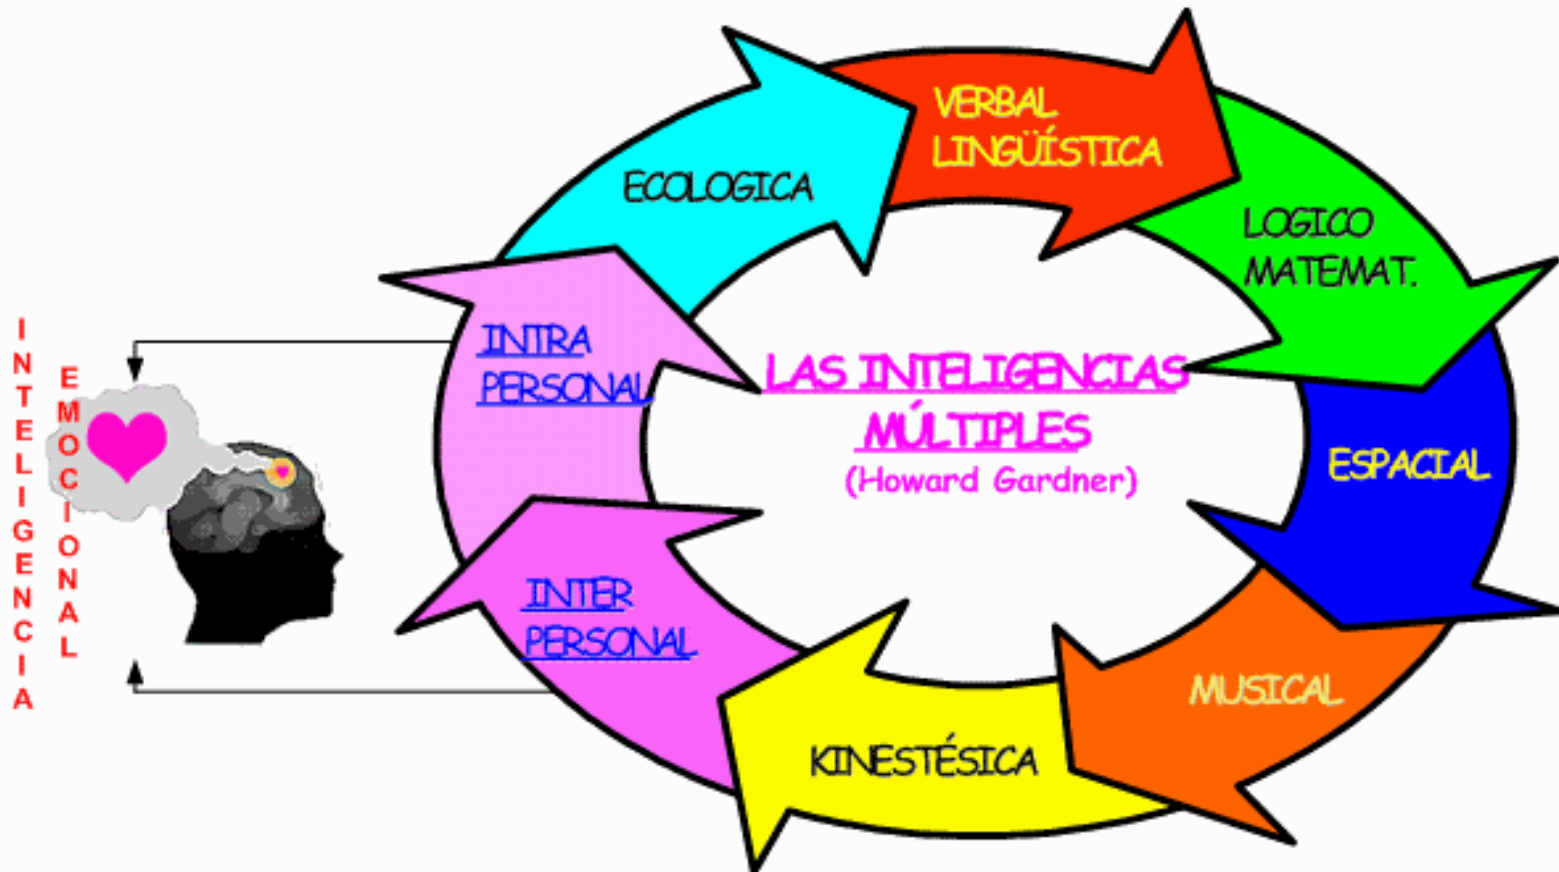 LAS INTELIGENCIAS
MÚLTIPLES
(Howard Gardner)
VERBAL
LINGÜÍSTICA
LOGICO
MATEMAT.
ESPACIAL
MUSICAL
KINESTÉSICA
INTER
PERSONAL
INTRA
PERSONAL
ECOLOGICA
INTELIGENCIA
EMOCIONAL